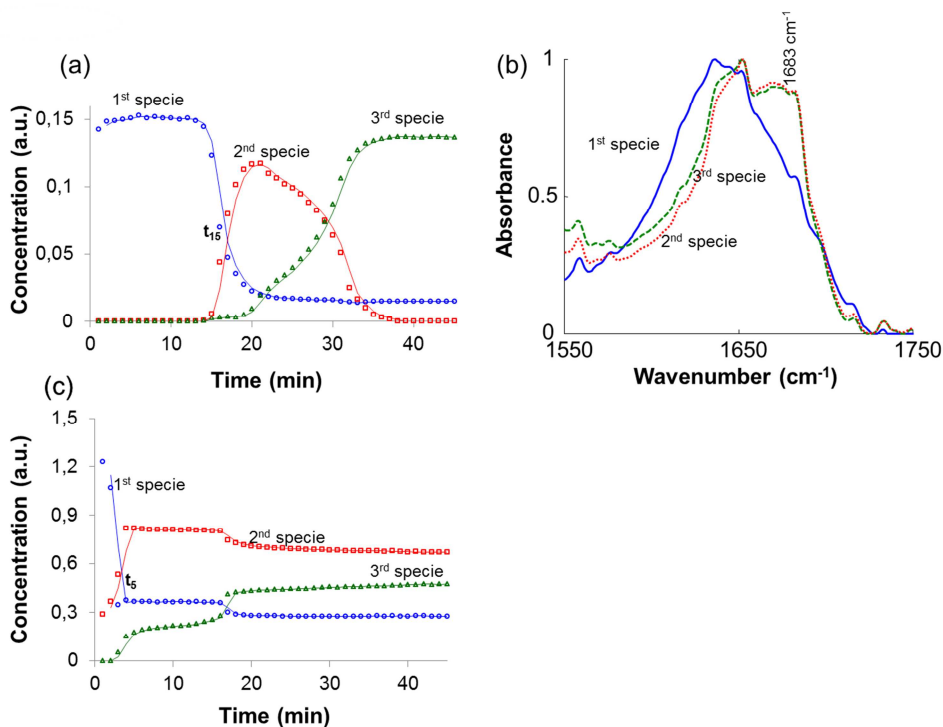 (a)
1st specie
2nd specie
3rd specie
t15
Concentration (a.u.)
0,15
0,1
0,05
0
0
10
20
30
40
Time (min)
(b)
1683 cm-1
1st specie
3rd specie
2nd specie
Absorbance
1
0.5
0
1550
1650
1750
Wavenumber (cm-1)
(c)
1st specie
2nd specie
3rd specie
t5
Concentration (a.u.)
1,5
1,2
0,9
0,6
0,3
0
0
10
20
30
40
Time (min)